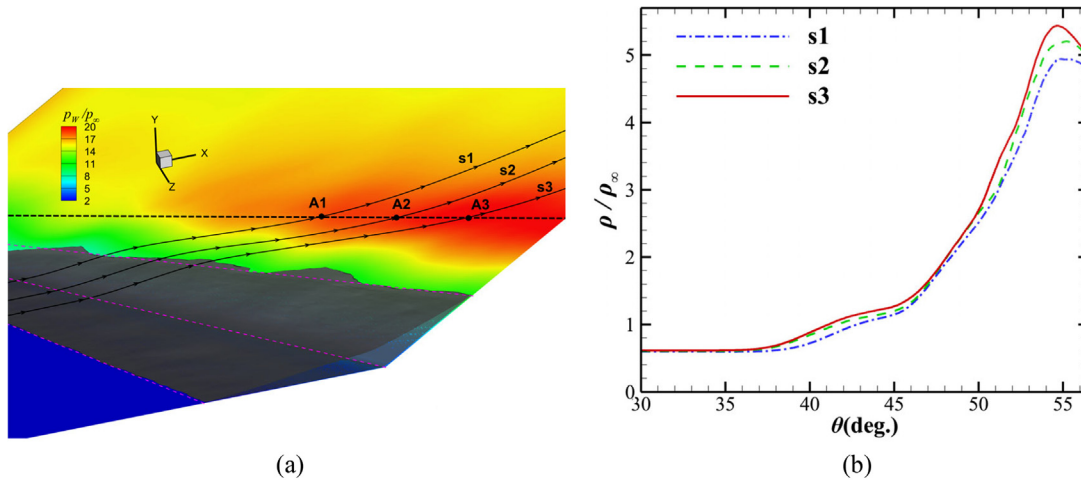 p_W/p_∞
20
17
14
11
8
5
2
Y
X
Z
s1
s2
s3
A1
A2
A3
(a)
s1
s2
s3
ρ / ρ_∞
5
4
3
2
1
0
30
35
40
45
50
55
θ(deg.)
(b)